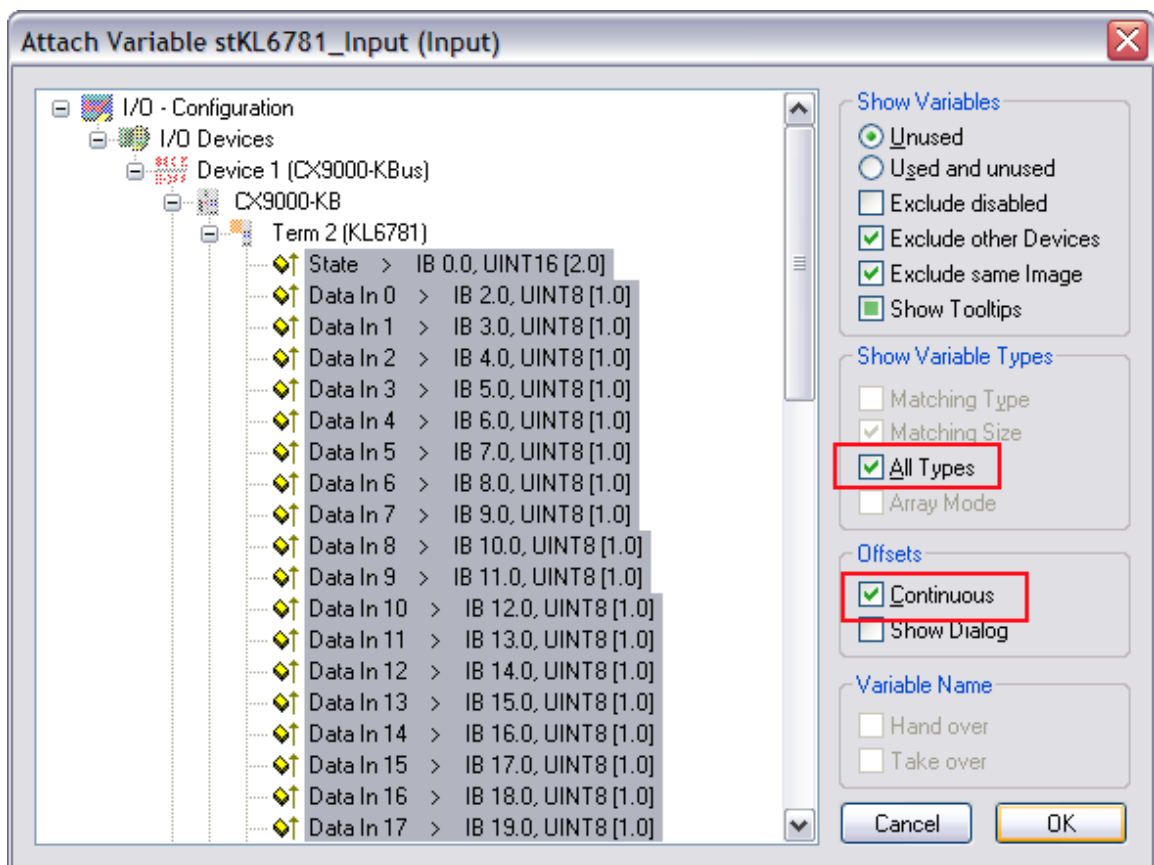 Attach Variable stKL6781_Input (Input)
I/O - Configuration
I/O Devices
Device 1 (CX9000-KBus)
CX9000-KB
Term 2 (KL6781)
State > IB 0.0, UINT16 [2.0]
Data In 0 > IB 2.0, UINT8 [1.0]
Data In 1 > IB 3.0, UINT8 [1.0]
Data In 2 > IB 4.0, UINT8 [1.0]
Data In 3 > IB 5.0, UINT8 [1.0]
Data In 4 > IB 6.0, UINT8 [1.0]
Data In 5 > IB 7.0, UINT8 [1.0]
Data In 6 > IB 8.0, UINT8 [1.0]
Data In 7 > IB 9.0, UINT8 [1.0]
Data In 8 > IB 10.0, UINT8 [1.0]
Data In 9 > IB 11.0, UINT8 [1.0]
Data In 10 > IB 12.0, UINT8 [1.0]
Data In 11 > IB 13.0, UINT8 [1.0]
Data In 12 > IB 14.0, UINT8 [1.0]
Data In 13 > IB 15.0, UINT8 [1.0]
Data In 14 > IB 16.0, UINT8 [1.0]
Data In 15 > IB 17.0, UINT8 [1.0]
Data In 16 > IB 18.0, UINT8 [1.0]
Data In 17 > IB 19.0, UINT8 [1.0]
Show Variables
Unused
Used and unused
Exclude disabled
Exclude other Devices
Exclude same Image
Show Tooltips
Show Variable Types
Matching Type
Matching Size
All Types
Array Mode
Offsets
Continuous
Show Dialog
Variable Name
Hand over
Take over
Cancel
OK